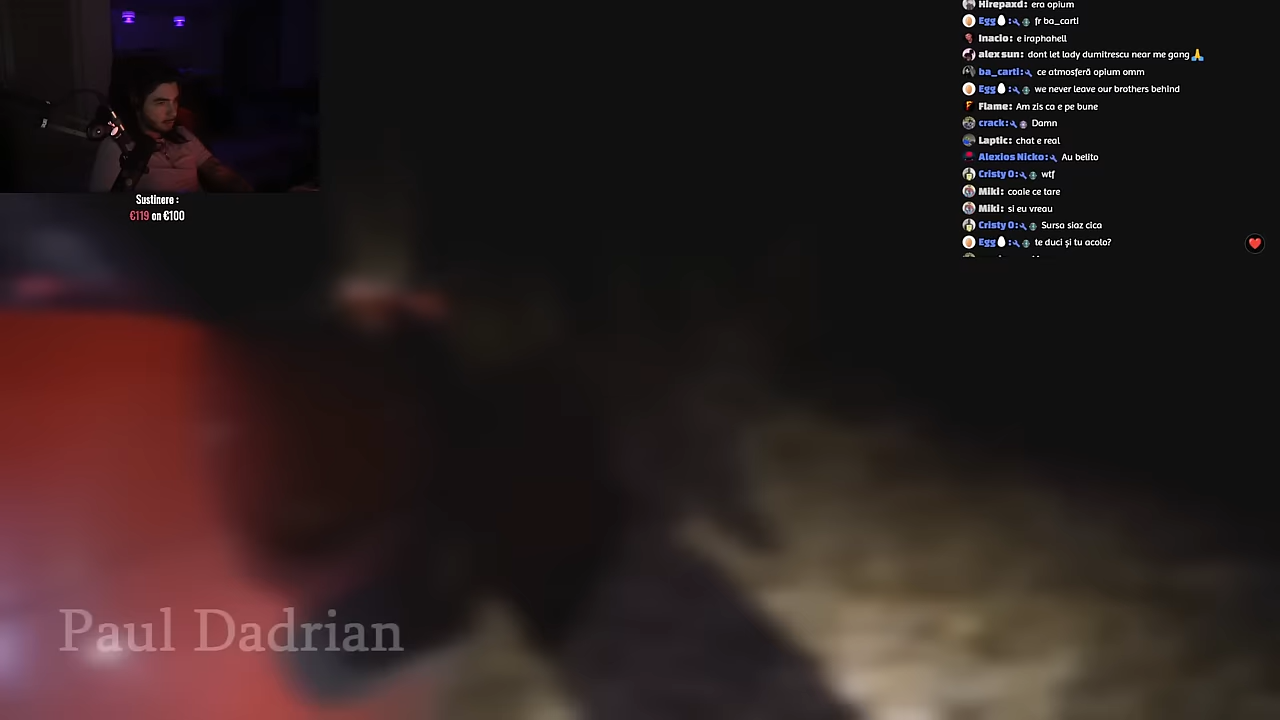 Sustinere :
€119 on €100
Hirepaxd: era opium
Egg🥚: fr ba_carti
Inacio: e iraphahell
alex sun: dont let lady dumitrescu near me gang🙏
ba_carti: ce atmosferă opium omm
Egg🥚: we never leave our brothers behind
Flame: Am zis ca e pe bune
crack: Damn
Laptic: chat e real
Alexios Nicko: Au belito
Cristy O: wtf
Miki: coaie ce tare
Miki: si eu vreau
Cristy O: Sursa siaz cica
Egg🥚: te duci și tu acolo?
Paul Dadrian